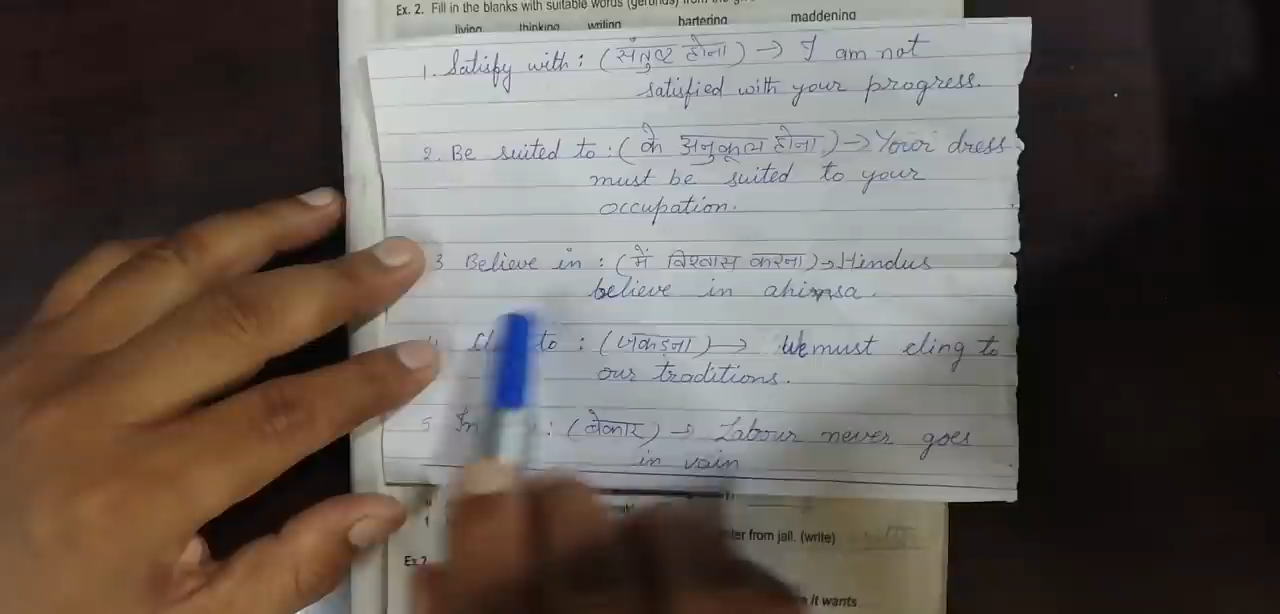 Ex. 2. Fill in the blanks with suitable words (gerunds)
living thinking writing bartering maddening
1. Satisfy with : (संतुष्ट होना) → I am not
satisfied with your progress.
2. Be suited to : (के अनुकूल होना) → Your dress
must be suited to your
occupation.
3 Believe in : (में विश्वास करना) → Hindus
believe in ahimsa.
to : (जकड़ना) → We must cling to
our traditions.
5 In : (बेकार) → Labour never goes
in vain
from jail. (write)
Ex
it wants